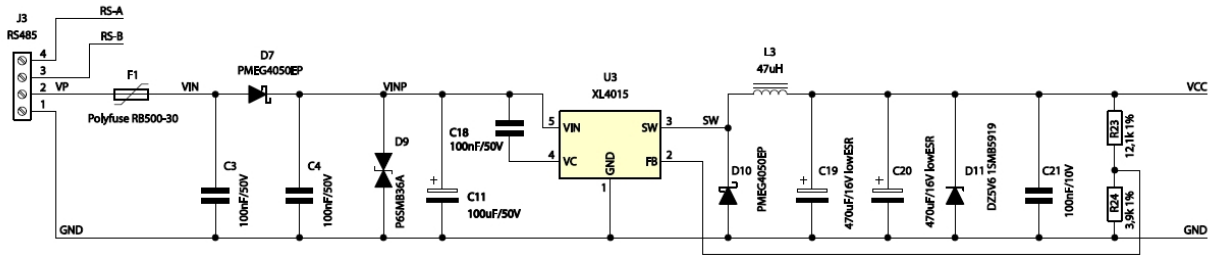 J3
RS485
RS-A
RS-B
4
3
2
1
VP
F1
Polyfuse RB500-30
VIN
D7
PMEG4050EP
VINP
C3
100nF/50V
C4
100nF/50V
D9
P6SMB36A
C11
100uF/50V
C18
100nF/50V
U3
XL4015
5
VIN
4
VC
GND
1
SW
3
FB
2
SW
L3
47uH
D10
PMEG4050EP
C19
470uF/16V lowESR
C20
470uF/16V lowESR
D11
DZ5V6 1SMB5919
C21
100nF/10V
R23
12,1k 1%
R24
3,9k 1%
VCC
GND
GND
+
+
+